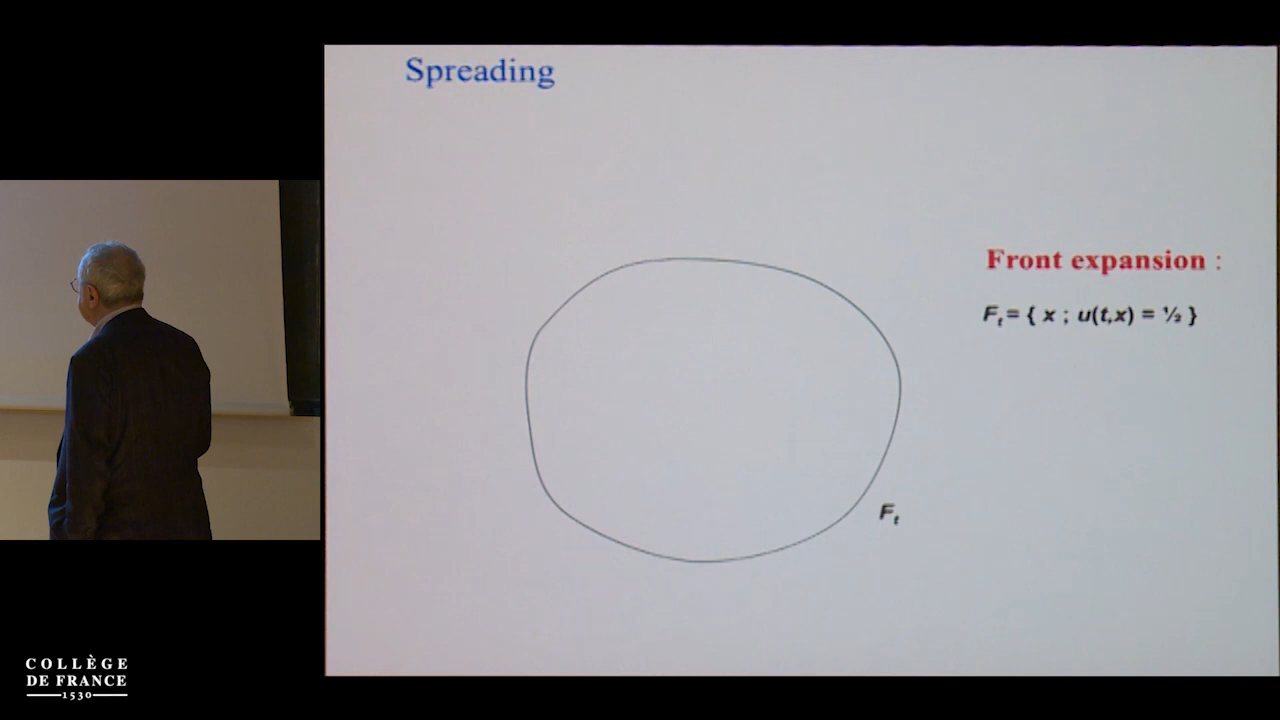 Spreading
Front expansion :
Fₜ = { x ; u(t,x) = ½ }
Fₜ
COLLÈGE
DE FRANCE
1530